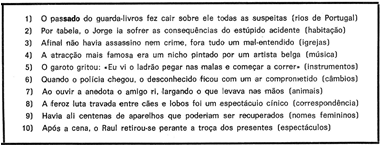 1) O passado do guarda-livros fez cair sobre ele todas as suspeitas (rios de Portugal)
2) Por tabela, o Jorge ia sofrer as consequências do estúpido acidente (habitação)
3) Afinal não havia assassino nem crime, fora tudo um mal-entendido (igrejas)
4) A atracção mais famosa era um nicho pintado por um artista belga (música)
5) O garoto gritou: «Eu vi o ladrão pegar nas malas e começar a correr» (instrumentos)
6) Quando o polícia chegou, o desconhecido ficou com um ar comprometido (câmbios)
7) Ao ouvir a anedota o amigo ri, largando o que levava nas mãos (animais)
8) A feroz luta travada entre cães e lobos foi um espectáculo cínico (correspondência)
9) Havia ali centenas de aparelhos que poderiam ser recuperados (nomes femininos)
10) Após a cena, o Raul retirou-se perante a troça dos presentes (espectáculos)